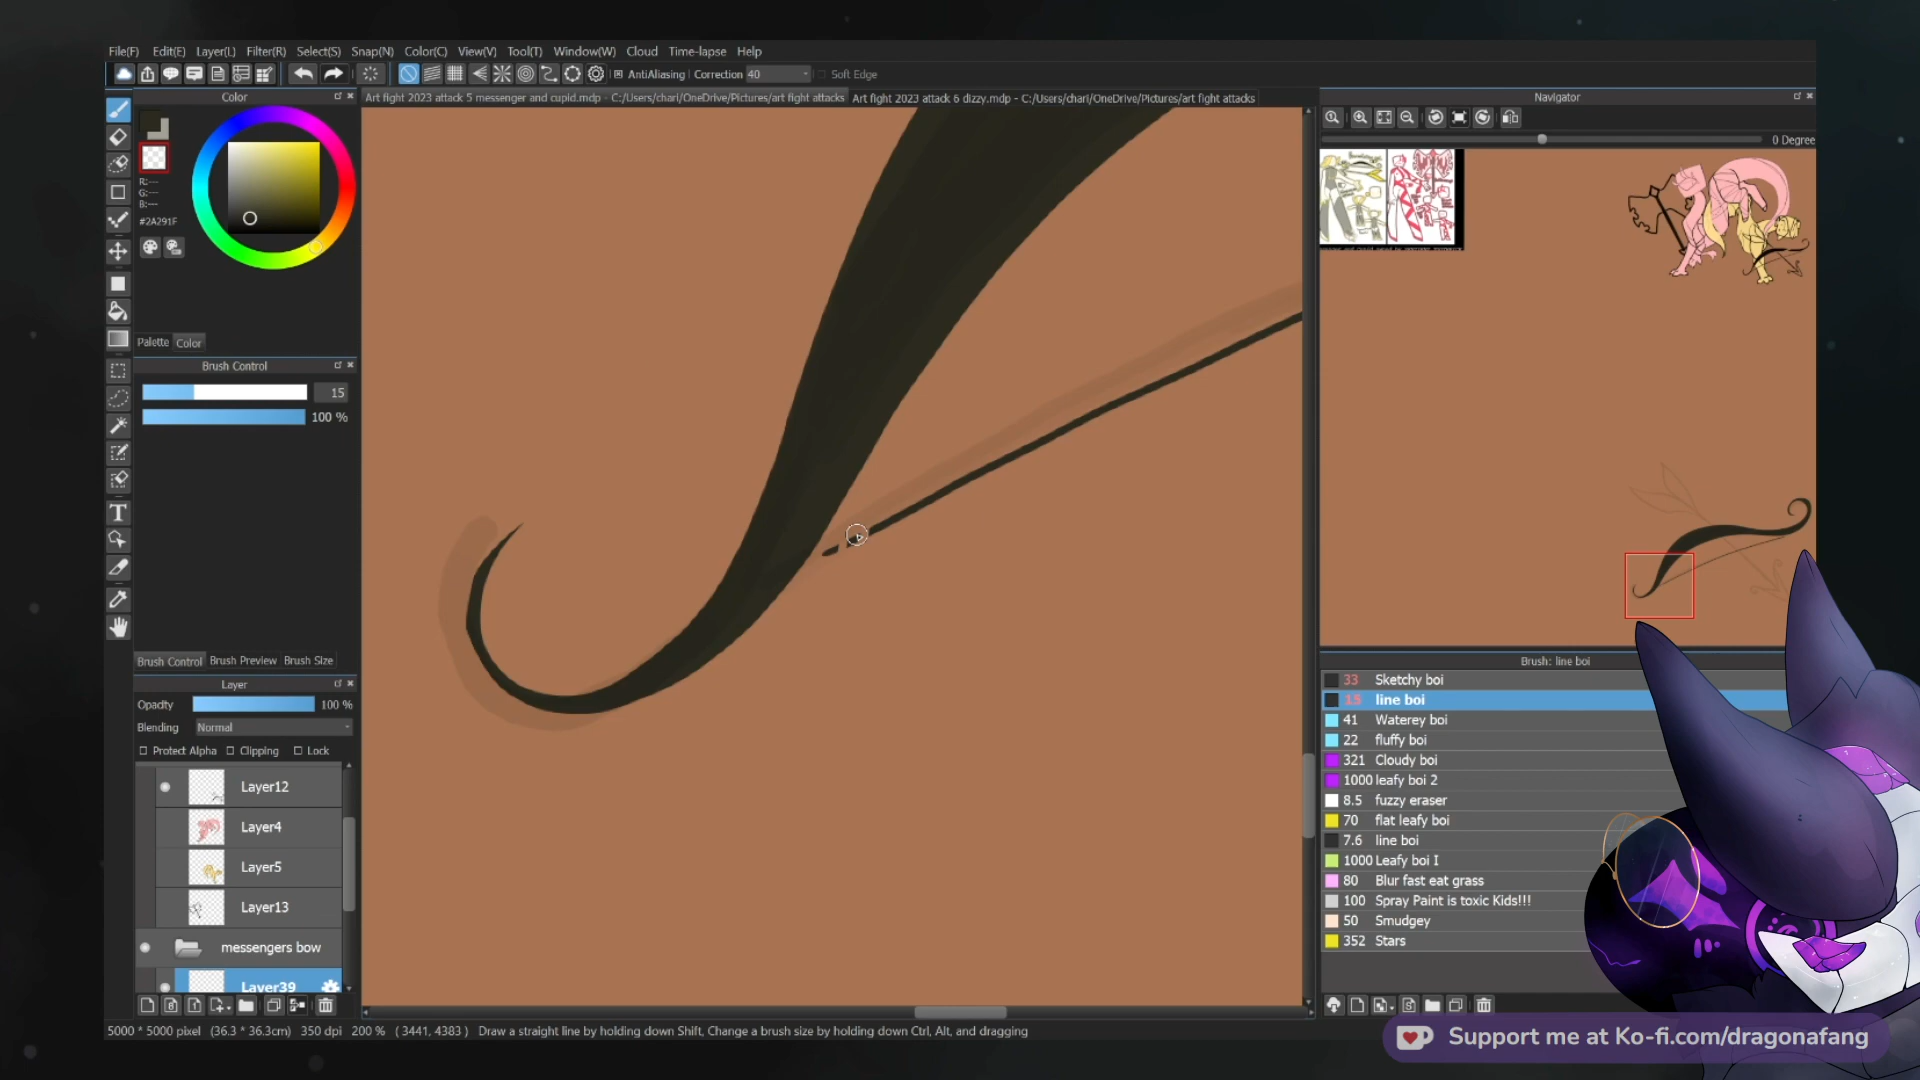 File(F) Edit(E) Layer(L) Filter(R) Select(S) Snap(N) Color(C) View(V) Tool(T) Window(W) Cloud Time-lapse Help
AntiAliasing Correction 40 Soft Edge
Color
Art fight 2023 attack 5 messenger and cupid.mdp - C:/Users/chari/OneDrive/Pictures/art fight attacks
Art fight 2023 attack 6 dizzy.mdp - C:/Users/chari/OneDrive/Pictures/art fight attacks
Navigator
0 Degree
R:---
G:---
B:---
#2A291F
Palette Color
Brush Control
15
100 %
Brush Control Brush Preview Brush Size
Layer
Opacity 100 %
Blending Normal
Protect Alpha Clipping Lock
Layer12
Layer4
Layer5
Layer13
messengers bow
Layer39
Brush: line boi
33 Sketchy boi
15 line boi
41 Waterey boi
22 fluffy boi
321 Cloudy boi
1000 leafy boi 2
8.5 fuzzy eraser
70 flat leafy boi
7.6 line boi
1000 Leafy boi I
80 Blur fast eat grass
100 Spray Paint is toxic Kids!!!
50 Smudgey
352 Stars
5000 * 5000 pixel (36.3 * 36.3cm) 350 dpi 200 % ( 3441, 4383 ) Draw a straight line by holding down Shift, Change a brush size by holding down Ctrl, Alt, and dragging
Support me at Ko-fi.com/dragonafang